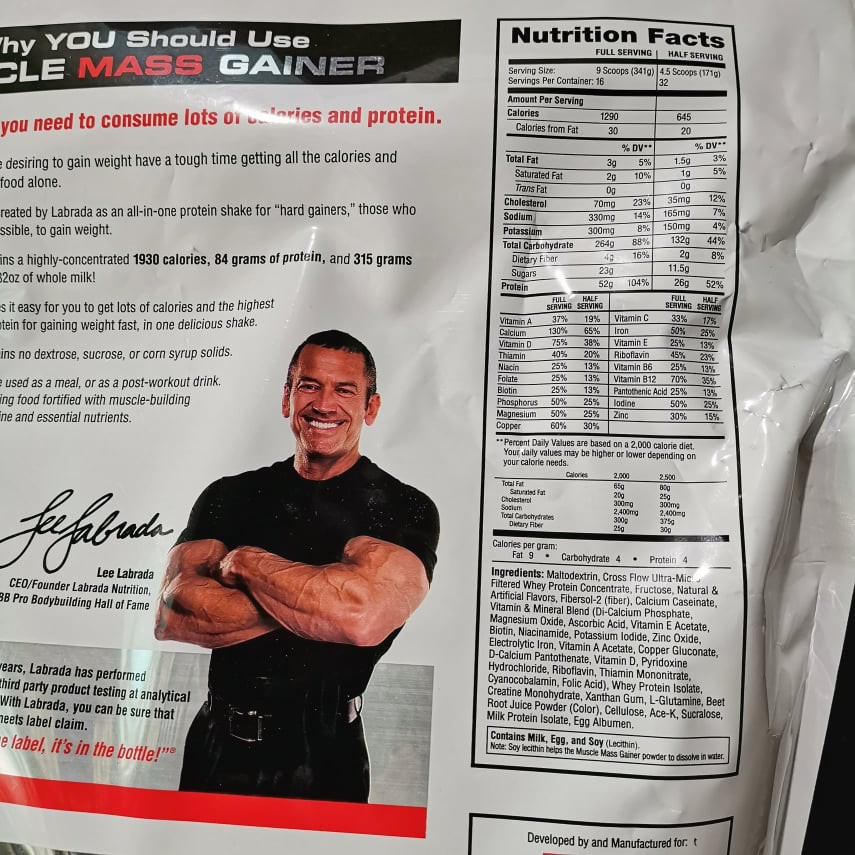 YOU Should Use
MASS GAINER
you need to consume lots of calories and protein.
desiring to gain weight have a tough time getting all the calories and
food alone.
reated by Labrada as an all-in-one protein shake for “hard gainers,” those who
ssible, to gain weight.
ins a highly-concentrated 1930 calories, 84 grams of protein, and 315 grams
32oz of whole milk!
s it easy for you to get lots of calories and the highest
tein for gaining weight fast, in one delicious shake.
ins no dextrose, sucrose, or corn syrup solids.
used as a meal, or as a post-workout drink.
ing food fortified with muscle-building
ine and essential nutrients.
Lee Labrada
Lee Labrada
CEO/Founder Labrada Nutrition,
BB Pro Bodybuilding Hall of Fame
years, Labrada has performed
third party product testing at analytical
With Labrada, you can be sure that
meets label claim.
e label, it's in the bottle!”®
Nutrition Facts
FULL SERVING HALF SERVING
Serving Size: 9 Scoops (341g) 4.5 Scoops (171g)
Servings Per Container: 16 32
Amount Per Serving
Calories 1290 645
Calories from Fat 30 20
% DV** % DV**
Total Fat 3g 5% 1.5g 3%
Saturated Fat 2g 10% 1g 5%
Trans Fat 0g 0g
Cholesterol 70mg 23% 35mg 12%
Sodium 330mg 14% 165mg 7%
Potassium 300mg 8% 150mg 4%
Total Carbohydrate 264g 88% 132g 44%
Dietary Fiber 4g 16% 2g 8%
Sugars 23g 11.5g
Protein 52g 104% 26g 52%
FULL SERVING HALF SERVING FULL SERVING HALF SERVING
Vitamin A 37% 19% Vitamin C 33% 17%
Calcium 130% 65% Iron 50% 25%
Vitamin D 75% 38% Vitamin E 25% 13%
Thiamin 40% 20% Riboflavin 45% 23%
Niacin 25% 13% Vitamin B6 25% 13%
Folate 25% 13% Vitamin B12 70% 35%
Biotin 25% 13% Pantothenic Acid 25% 13%
Phosphorus 50% 25% Iodine 50% 25%
Magnesium 50% 25% Zinc 30% 15%
Copper 60% 30%
**Percent Daily Values are based on a 2,000 calorie diet.
Your daily values may be higher or lower depending on
your calorie needs.
Calories 2,000 2,500
Total Fat 65g 80g
Saturated Fat 20g 25g
Cholesterol 300mg 300mg
Sodium 2,400mg 2,400mg
Total Carbohydrates 300g 375g
Dietary Fiber 25g 30g
Calories per gram:
Fat 9 • Carbohydrate 4 • Protein 4
Ingredients: Maltodextrin, Cross Flow Ultra-Mic
Filtered Whey Protein Concentrate, Fructose, Natural &
Artificial Flavors, Fibersol-2 (fiber), Calcium Caseinate,
Vitamin & Mineral Blend (Di-Calcium Phosphate,
Magnesium Oxide, Ascorbic Acid, Vitamin E Acetate,
Biotin, Niacinamide, Potassium Iodide, Zinc Oxide,
Electrolytic Iron, Vitamin A Acetate, Copper Gluconate,
D-Calcium Pantothenate, Vitamin D, Pyridoxine
Hydrochloride, Riboflavin, Thiamin Mononitrate,
Cyanocobalamin, Folic Acid), Whey Protein Isolate,
Creatine Monohydrate, Xanthan Gum, L-Glutamine, Beet
Root Juice Powder (Color), Cellulose, Ace-K, Sucralose,
Milk Protein Isolate, Egg Albumen.
Contains Milk, Egg, and Soy (Lecithin).
Note: Soy lecithin helps the Muscle Mass Gainer powder to dissolve in water.
Developed by and Manufactured for: